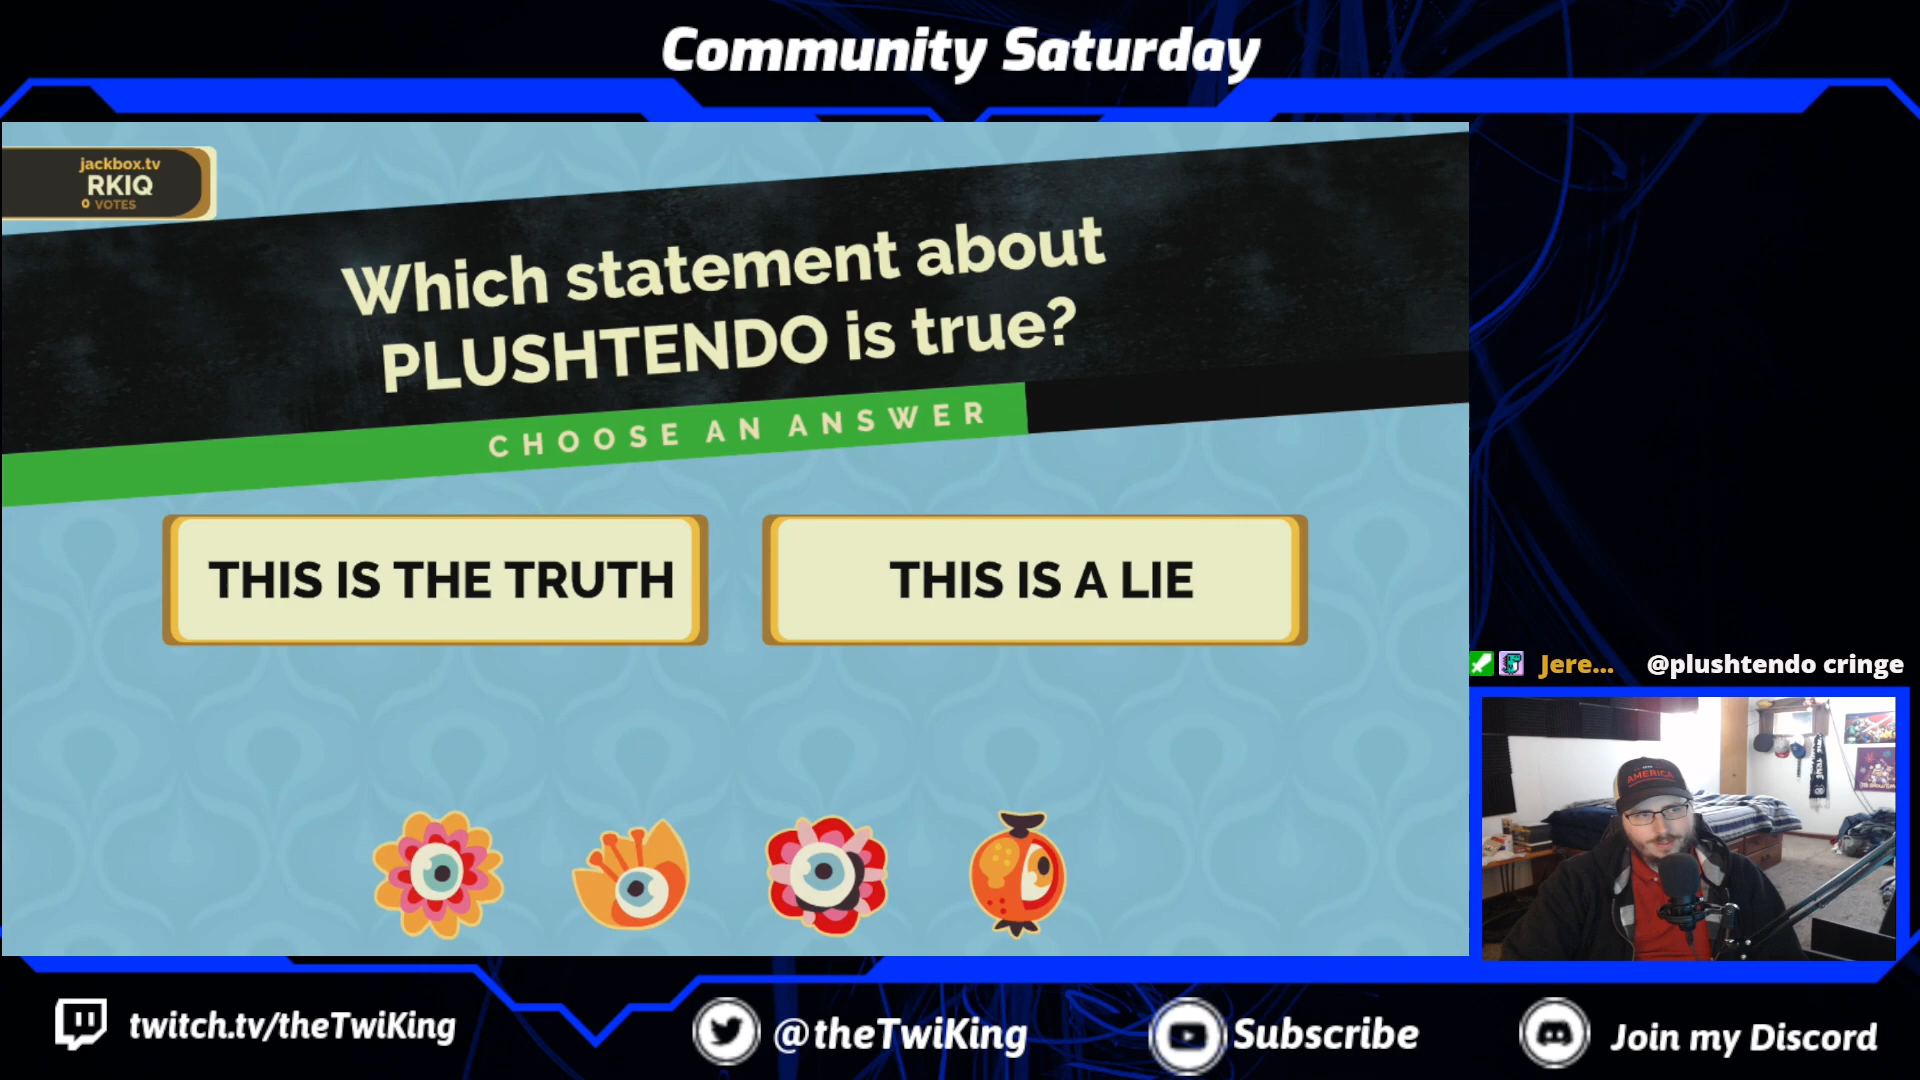 Community Saturday
jackbox.tv
RKIQ
0 VOTES
Which statement about
PLUSHTENDO is true?
CHOOSE AN ANSWER
THIS IS THE TRUTH
THIS IS A LIE
Jere... @plushtendo cringe
AMERICA
twitch.tv/theTwiKing
@theTwiKing
Subscribe
Join my Discord